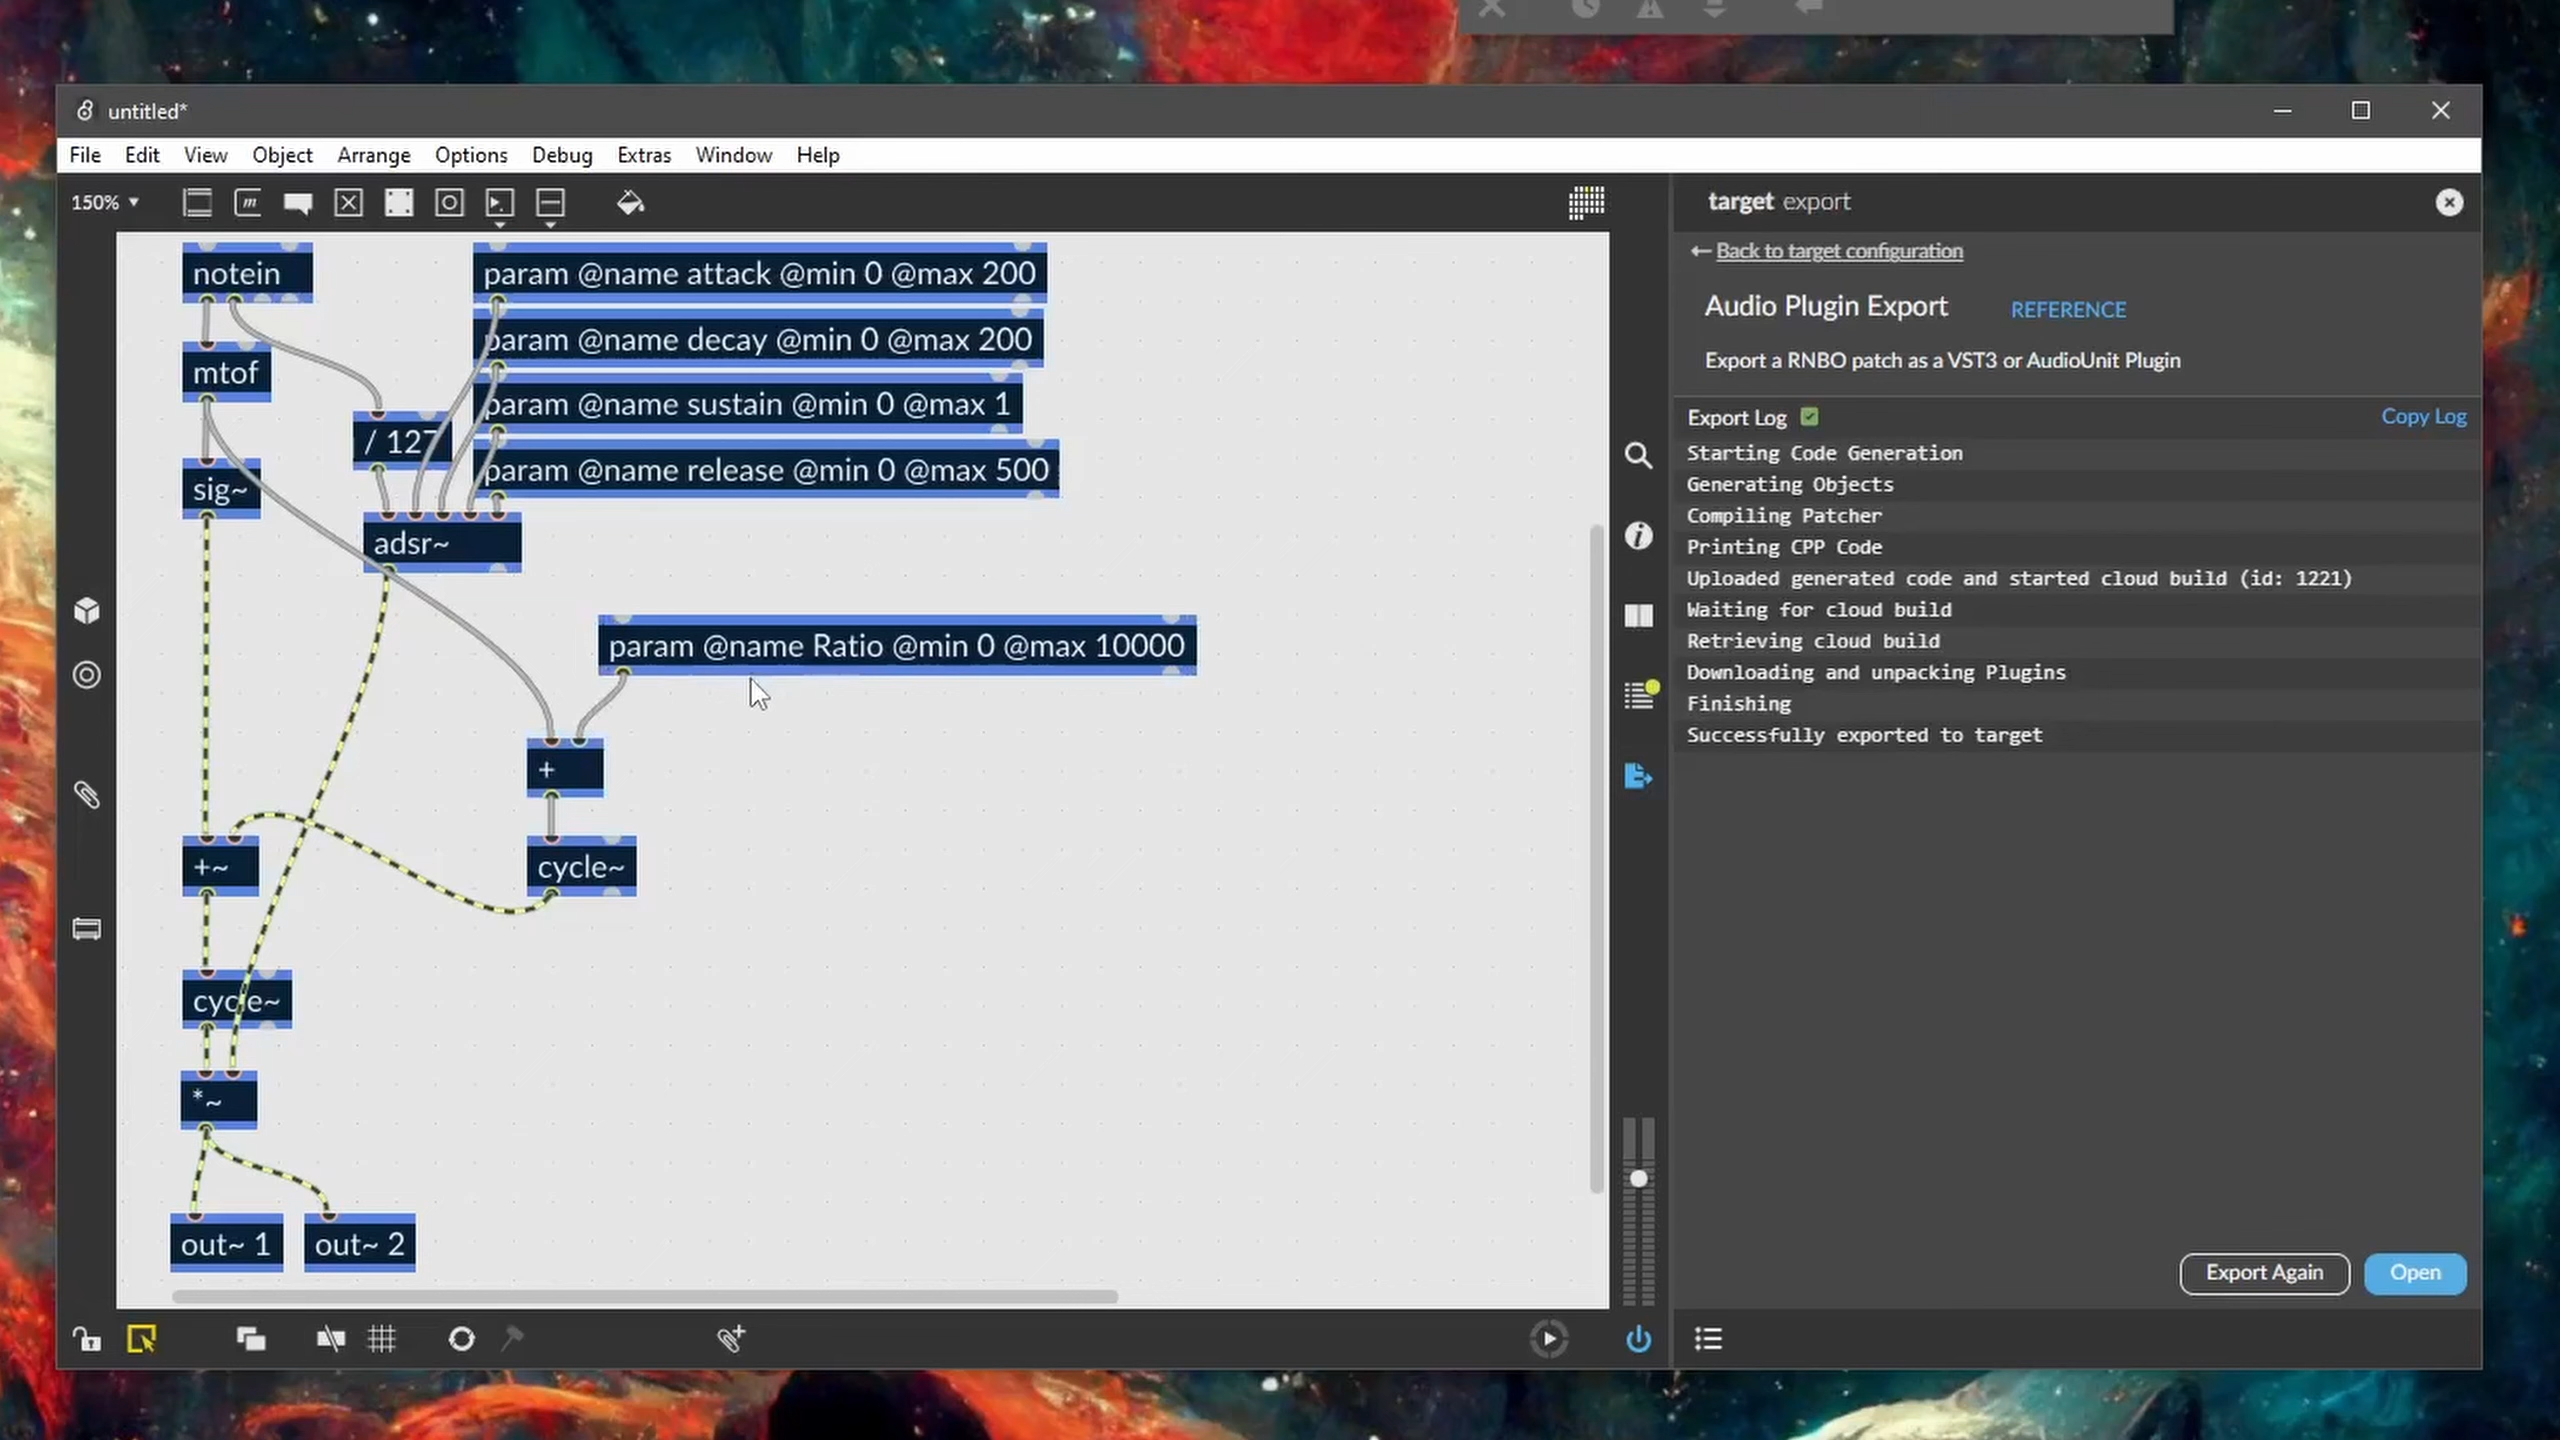 untitled*
File Edit View Object Arrange Options Debug Extras Window Help
150%
m
target export
Back to target configuration
Audio Plugin Export REFERENCE
Export a RNBO patch as a VST3 or AudioUnit Plugin
Export Log
Copy Log
Starting Code Generation
Generating Objects
Compiling Patcher
Printing CPP Code
Uploaded generated code and started cloud build (id: 1221)
Waiting for cloud build
Retrieving cloud build
Downloading and unpacking Plugins
Finishing
Successfully exported to target
Export Again
Open
notein
param @name attack @min 0 @max 200
param @name decay @min 0 @max 200
mtof
param @name sustain @min 0 @max 1
/ 127
param @name release @min 0 @max 500
sig~
adsr~
param @name Ratio @min 0 @max 10000
+
+~
cycle~
cycle~
*~
out~ 1
out~ 2